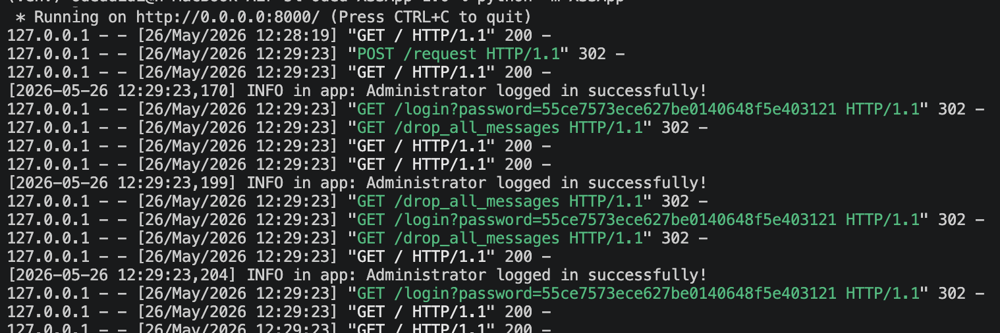 * Running on http://0.0.0.0:8000/ (Press CTRL+C to quit)
127.0.0.1 - - [26/May/2026 12:28:19] "GET / HTTP/1.1" 200 -
127.0.0.1 - - [26/May/2026 12:29:23] "POST /request HTTP/1.1" 302 -
127.0.0.1 - - [26/May/2026 12:29:23] "GET / HTTP/1.1" 200 -
[2026-05-26 12:29:23,170] INFO in app: Administrator logged in successfully!
127.0.0.1 - - [26/May/2026 12:29:23] "GET /login?password=55ce7573ece627be0140648f5e403121 HTTP/1.1" 302 -
127.0.0.1 - - [26/May/2026 12:29:23] "GET /drop_all_messages HTTP/1.1" 302 -
127.0.0.1 - - [26/May/2026 12:29:23] "GET / HTTP/1.1" 200 -
127.0.0.1 - - [26/May/2026 12:29:23] "GET / HTTP/1.1" 200 -
[2026-05-26 12:29:23,199] INFO in app: Administrator logged in successfully!
127.0.0.1 - - [26/May/2026 12:29:23] "GET /drop_all_messages HTTP/1.1" 302 -
127.0.0.1 - - [26/May/2026 12:29:23] "GET /login?password=55ce7573ece627be0140648f5e403121 HTTP/1.1" 302 -
127.0.0.1 - - [26/May/2026 12:29:23] "GET /drop_all_messages HTTP/1.1" 302 -
127.0.0.1 - - [26/May/2026 12:29:23] "GET / HTTP/1.1" 200 -
[2026-05-26 12:29:23,204] INFO in app: Administrator logged in successfully!
127.0.0.1 - - [26/May/2026 12:29:23] "GET /login?password=55ce7573ece627be0140648f5e403121 HTTP/1.1" 302 -
127.0.0.1 - - [26/May/2026 12:29:23] "GET / HTTP/1.1" 200 -
127.0.0.1 - - [26/May/2026 12:29:23] "GET / HTTP/1.1" 200 -